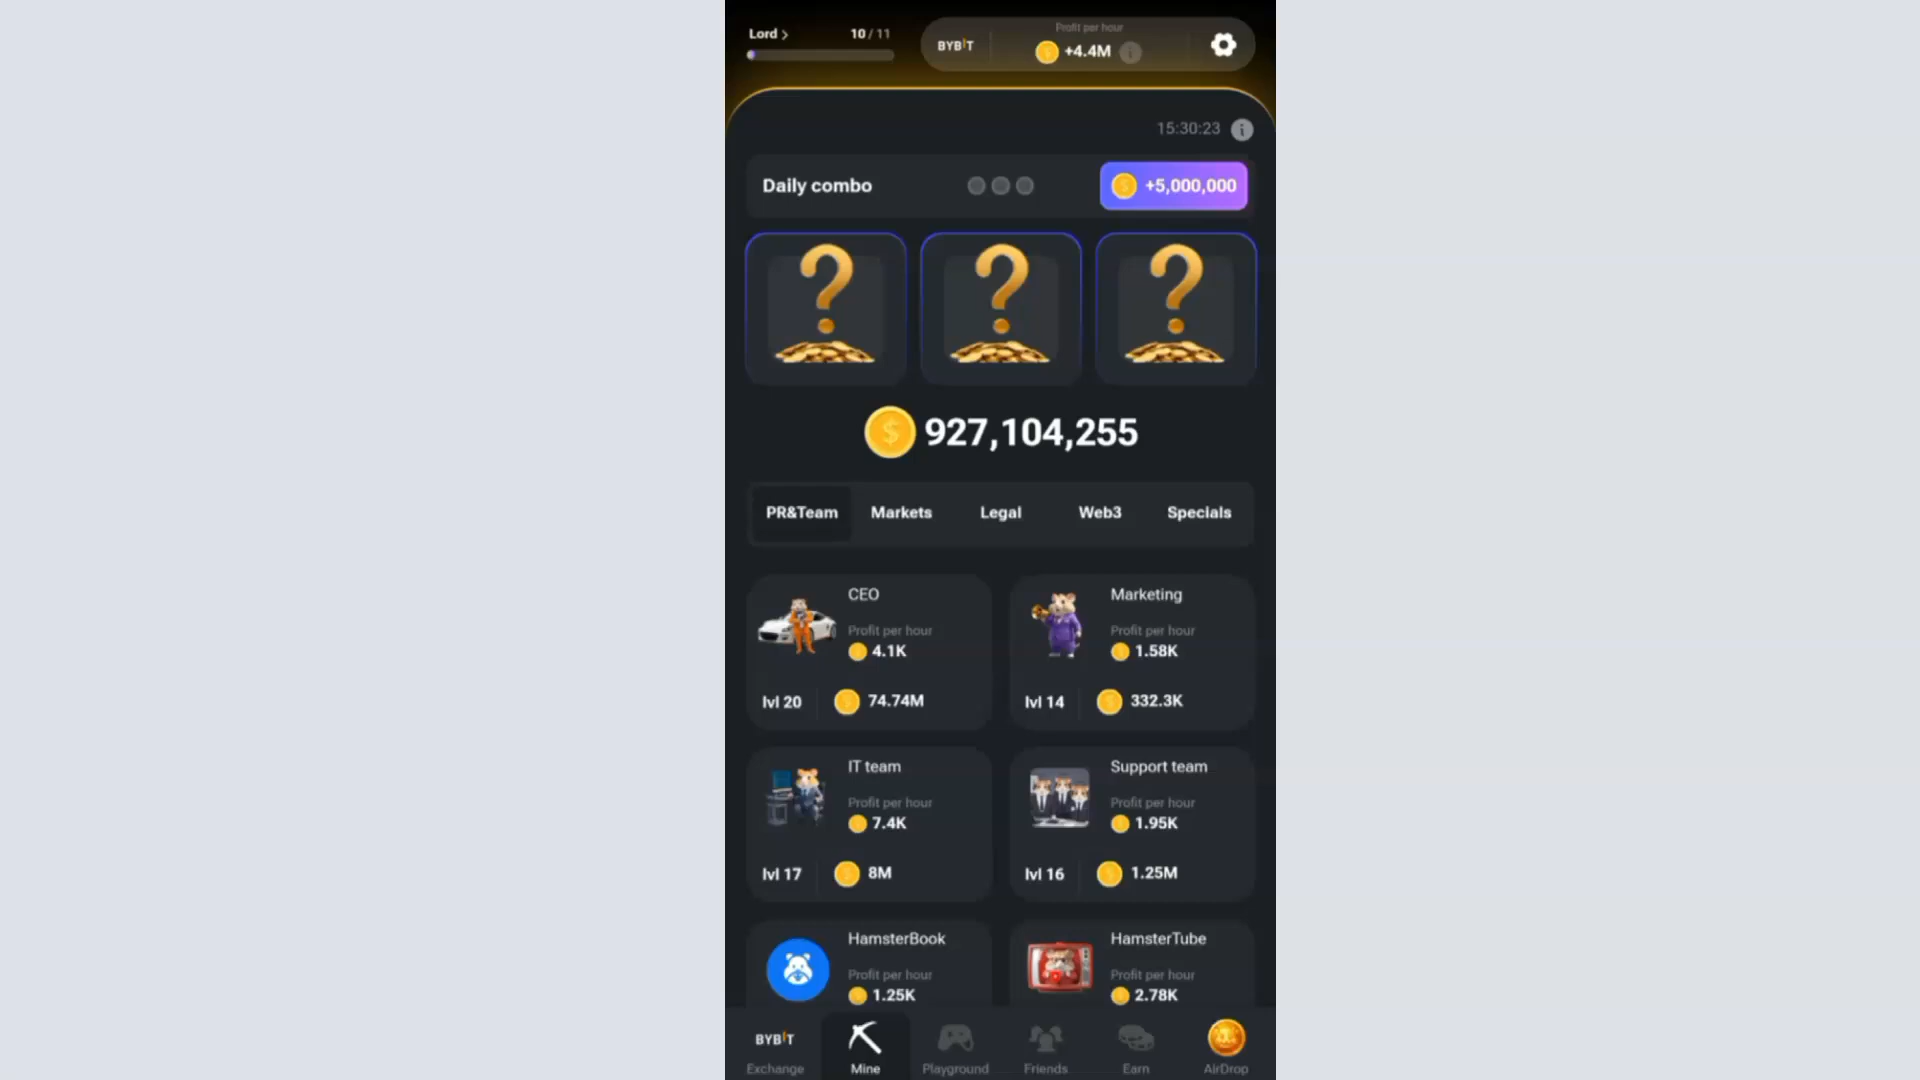 Lord > 10 / 11
BYBIT
Profit per hour
+4.4M
15:30:23
Daily combo
+5,000,000
927,104,255
PR&Team Markets Legal Web3 Specials
CEO
Profit per hour
4.1K
lvl 20 74.74M
Marketing
Profit per hour
1.58K
lvl 14 332.3K
IT team
Profit per hour
7.4K
lvl 17 8M
Support team
Profit per hour
1.95K
lvl 16 1.25M
HamsterBook
Profit per hour
1.25K
HamsterTube
Profit per hour
2.78K
BYBIT
Exchange Mine Playground Friends Earn AirDrop